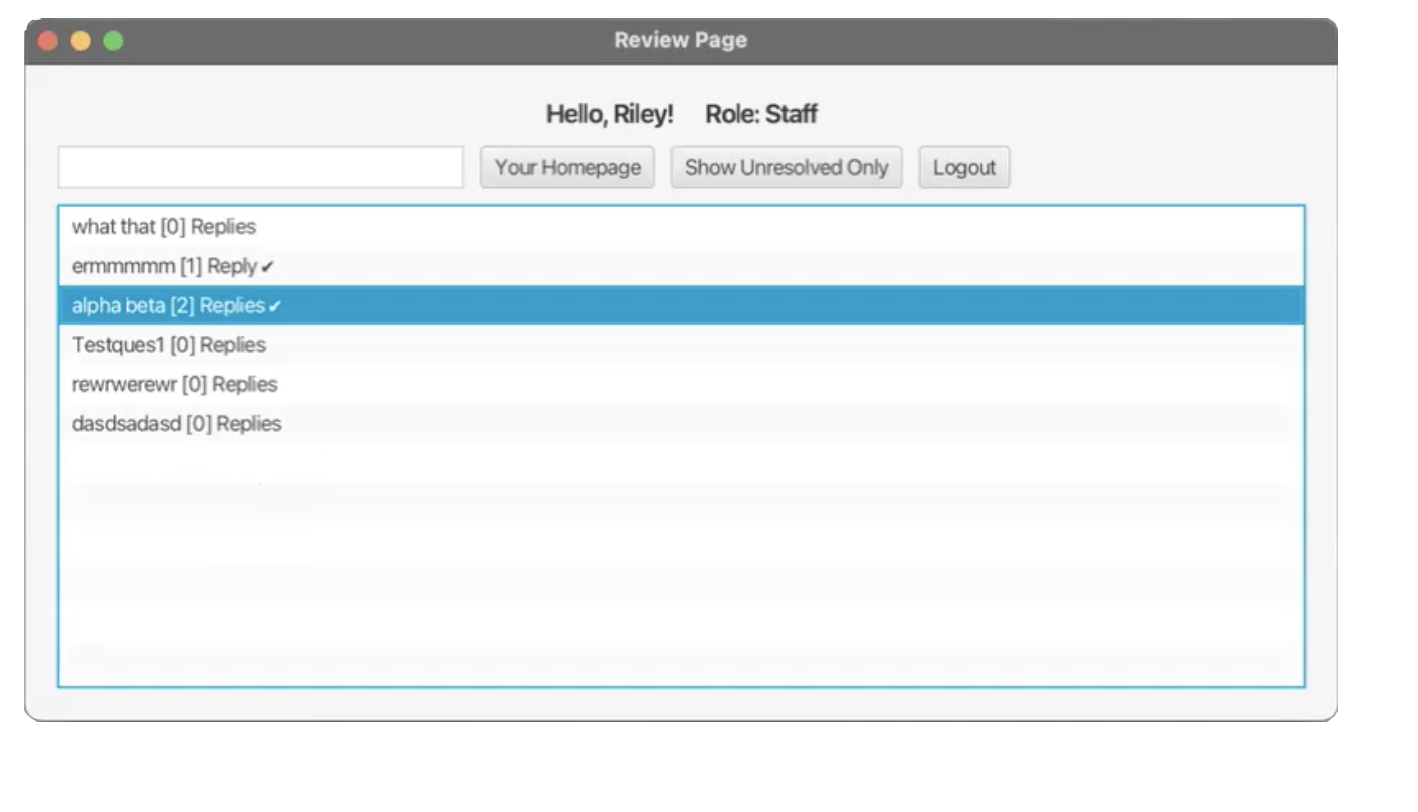 Review Page
Hello, Riley! Role: Staff
Your Homepage Show Unresolved Only Logout
what that [0] Replies
ermmmmm [1] Reply ✔
alpha beta [2] Replies ✔
Testques1 [0] Replies
rewrwerewr [0] Replies
dasdsadasd [0] Replies